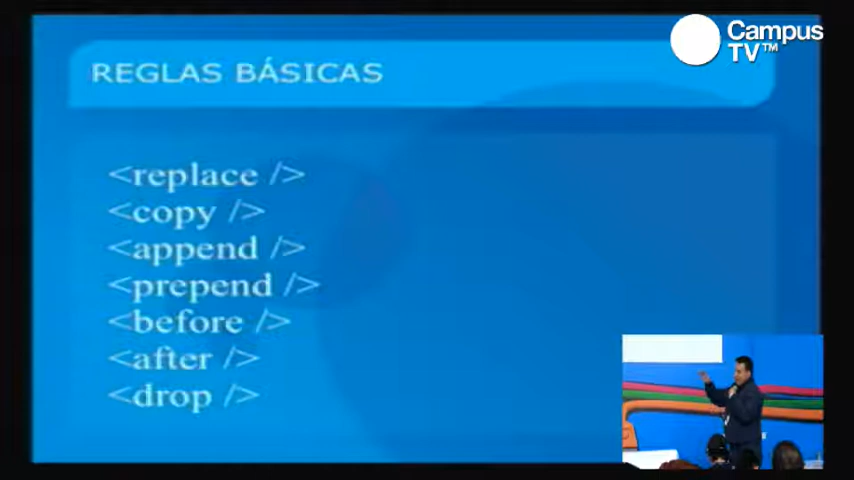 Campus
TV™
REGLAS BÁSICAS
<replace />
<copy />
<append />
<prepend />
<before />
<after />
<drop />